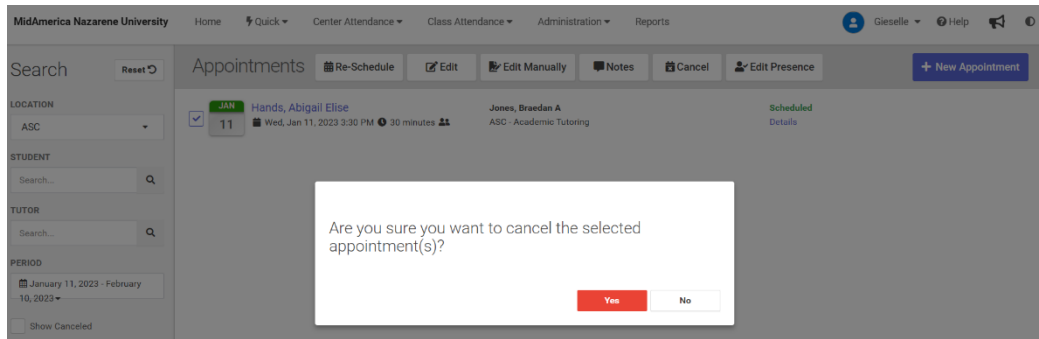 MidAmerica Nazarene University Home Quick Center Attendance Class Attendance Administration Reports Gieselle Help
Search Reset
Appointments Re-Schedule Edit Edit Manually Notes Cancel Edit Presence + New Appointment
LOCATION
ASC
STUDENT
Search...
TUTOR
Search...
PERIOD
January 11, 2023 - February
10, 2023
Show Canceled
JAN
11
Hands, Abigail Elise
Wed, Jan 11, 2023 3:30 PM 30 minutes
Jones, Braedan A
ASC - Academic Tutoring
Scheduled
Details
Are you sure you want to cancel the selected
appointment(s)?
Yes No